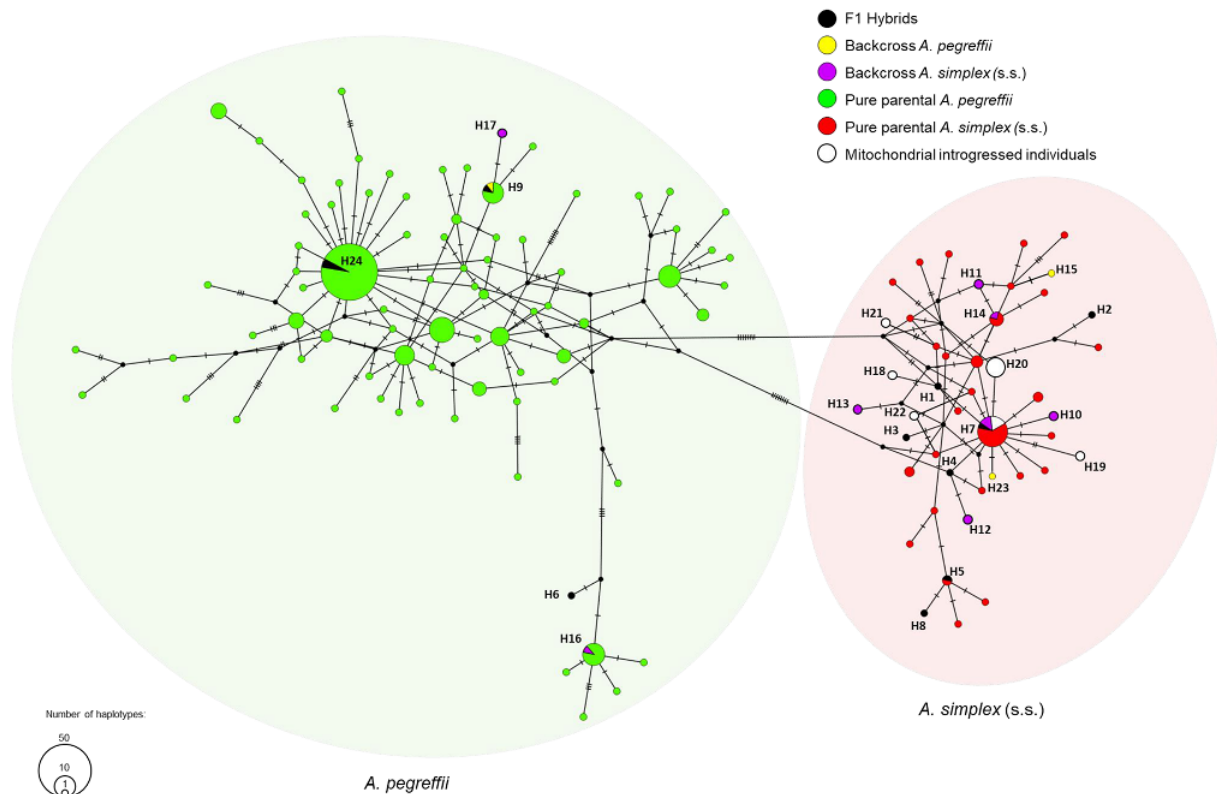 F1 Hybrids
Backcross A. pegreffii
Backcross A. simplex (s.s.)
Pure parental A. pegreffii
Pure parental A. simplex (s.s.)
Mitochondrial introgressed individuals
H17
H9
H24
H11
H15
H21
H14
H2
H20
H18
H1
H13
H22
H10
H7
H3
H4
H19
H23
H12
H5
H6
H8
H16
A. simplex (s.s.)
Number of haplotypes:
50
10
1
A. pegreffii